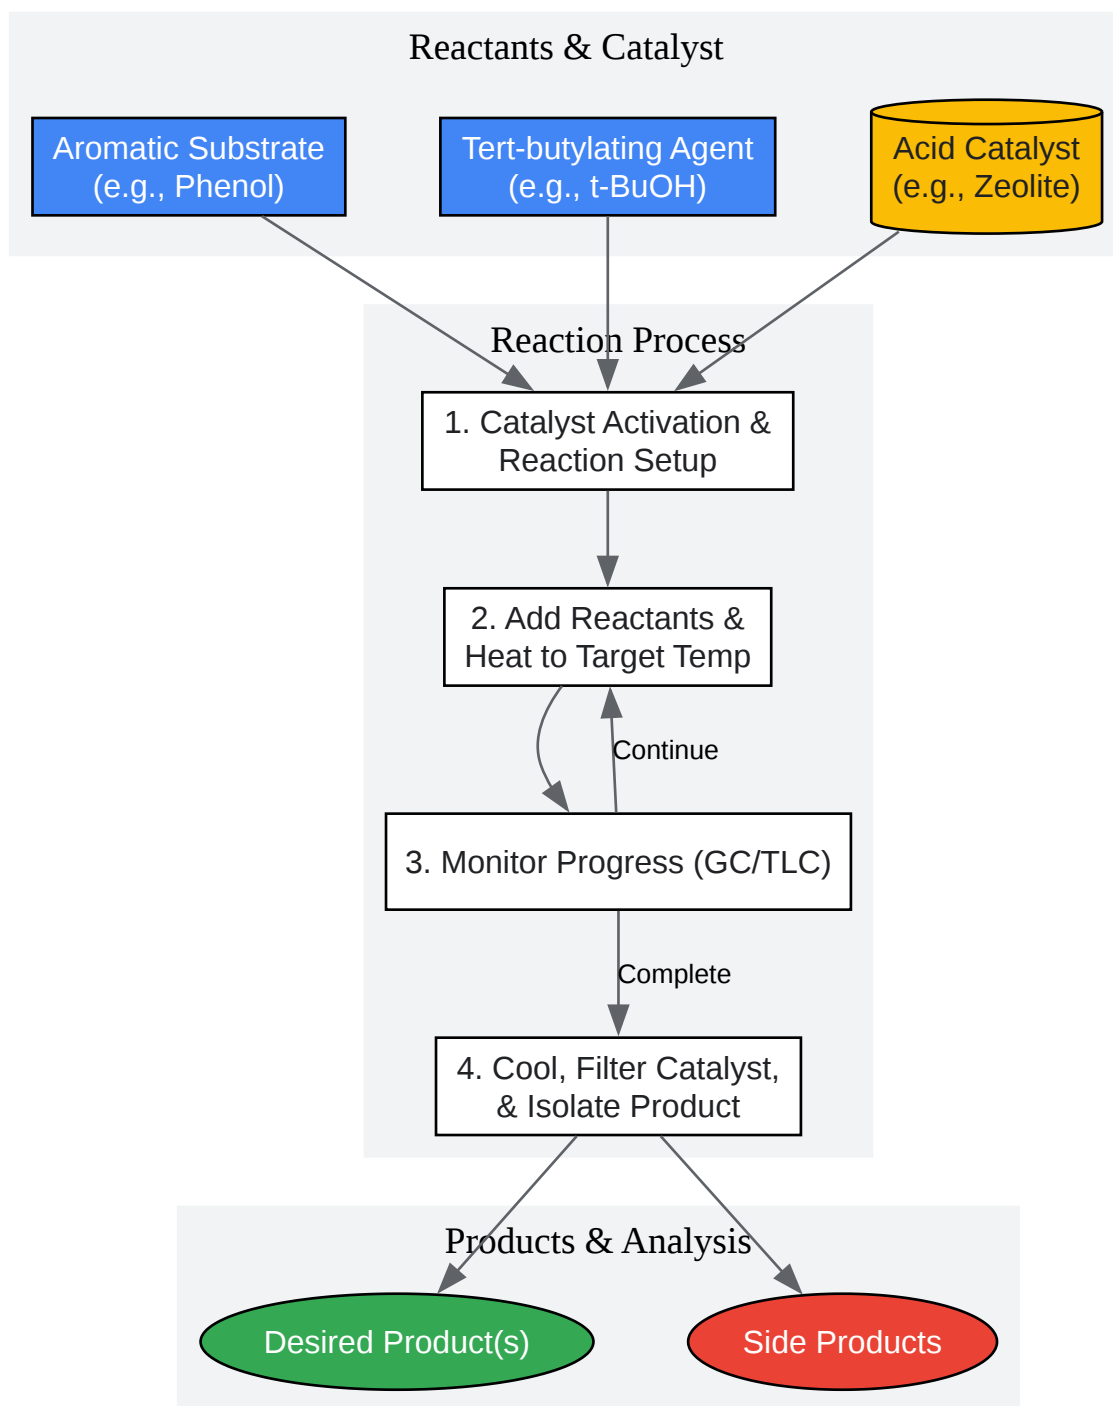 Reactants & Catalyst
Aromatic Substrate
(e.g., Phenol)
Tert-butylating Agent
(e.g., t-BuOH)
Acid Catalyst
(e.g., Zeolite)
Reaction Process
1. Catalyst Activation &
Reaction Setup
2. Add Reactants &
Heat to Target Temp
Continue
3. Monitor Progress (GC/TLC)
Complete
4. Cool, Filter Catalyst,
& Isolate Product
Products & Analysis
Desired Product(s)
Side Products